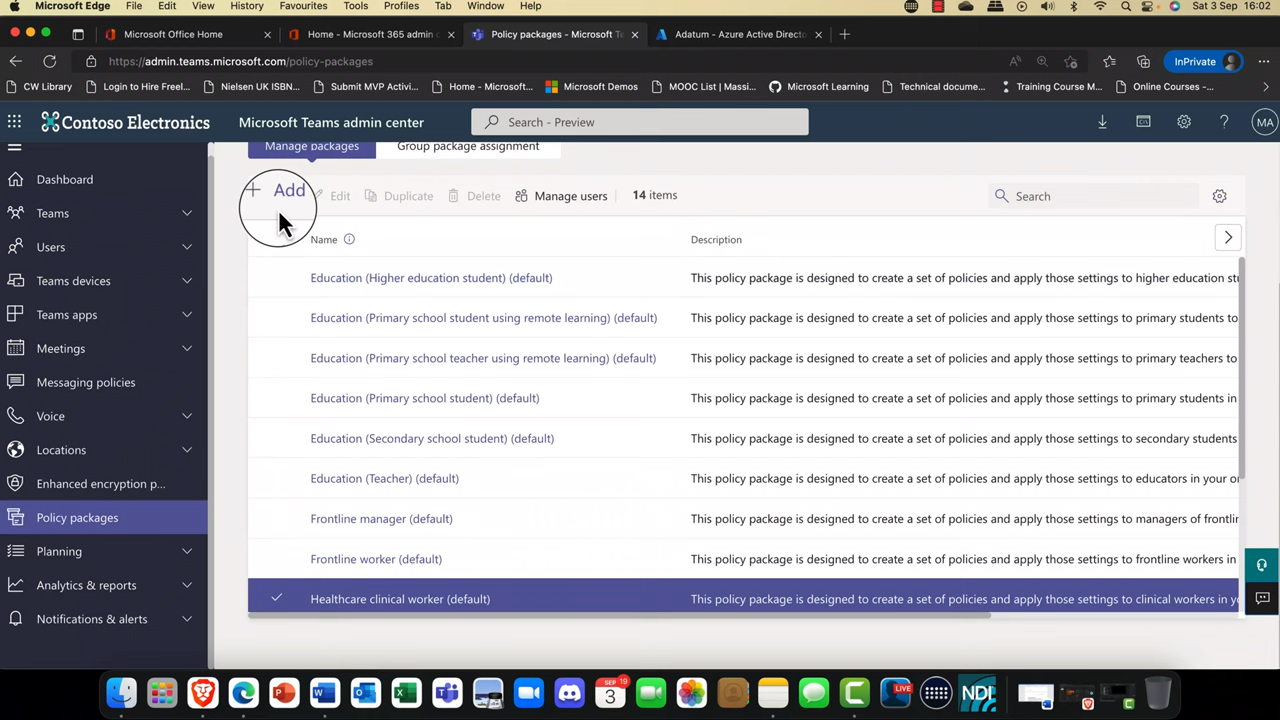 Microsoft Edge File Edit View History Favourites Tools Profiles Tab Window Help Sat 3 Sep 16:02
Microsoft Office Home
Home - Microsoft 365 admin c
Policy packages - Microsoft Te
Adatum - Azure Active Directo
https://admin.teams.microsoft.com/policy-packages
InPrivate
CW Library
Login to Hire Freel...
Nielsen UK ISBN...
Submit MVP Activi...
Home - Microsoft...
Microsoft Demos
MOOC List | Massi...
Microsoft Learning
Technical docume...
Training Course M...
Online Courses -...
Contoso Electronics
Microsoft Teams admin center
Search - Preview
MA
Manage packages
Group package assignment
Dashboard
Teams
Users
Teams devices
Teams apps
Meetings
Messaging policies
Voice
Locations
Enhanced encryption p...
Policy packages
Planning
Analytics & reports
Notifications & alerts
Add
Edit
Duplicate
Delete
Manage users
14 items
Search
Name Description
Education (Higher education student) (default) This policy package is designed to create a set of policies and apply those settings to higher education stu
Education (Primary school student using remote learning) (default) This policy package is designed to create a set of policies and apply those settings to primary students to
Education (Primary school teacher using remote learning) (default) This policy package is designed to create a set of policies and apply those settings to primary teachers to
Education (Primary school student) (default) This policy package is designed to create a set of policies and apply those settings to primary students in
Education (Secondary school student) (default) This policy package is designed to create a set of policies and apply those settings to secondary students
Education (Teacher) (default) This policy package is designed to create a set of policies and apply those settings to educators in your or
Frontline manager (default) This policy package is designed to create a set of policies and apply those settings to managers of frontlin
Frontline worker (default) This policy package is designed to create a set of policies and apply those settings to frontline workers in
Healthcare clinical worker (default) This policy package is designed to create a set of policies and apply those settings to clinical workers in yo
SEP 19
3
LIVE
NDI